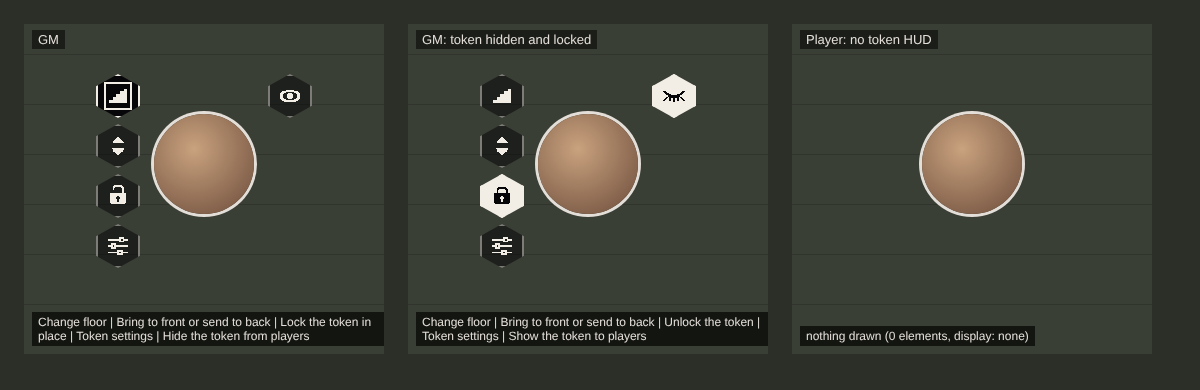 GM
Change floor | Bring to front or send to back | Lock the token in
place | Token settings | Hide the token from players
GM: token hidden and locked
Change floor | Bring to front or send to back | Unlock the token |
Token settings | Show the token to players
Player: no token HUD
nothing drawn (0 elements, display: none)